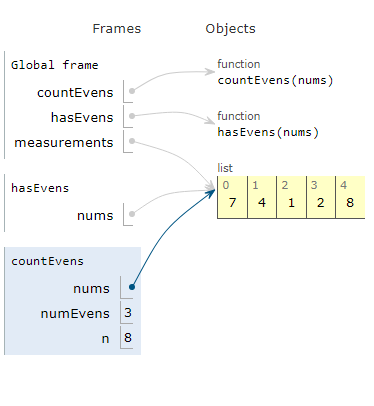 Frames Objects
Global frame
countEvens
hasEvens
measurements
function
countEvens(nums)
function
hasEvens(nums)
list
0 1 2 3 4
7 4 1 2 8
hasEvens
nums
countEvens
nums
numEvens 3
n 8